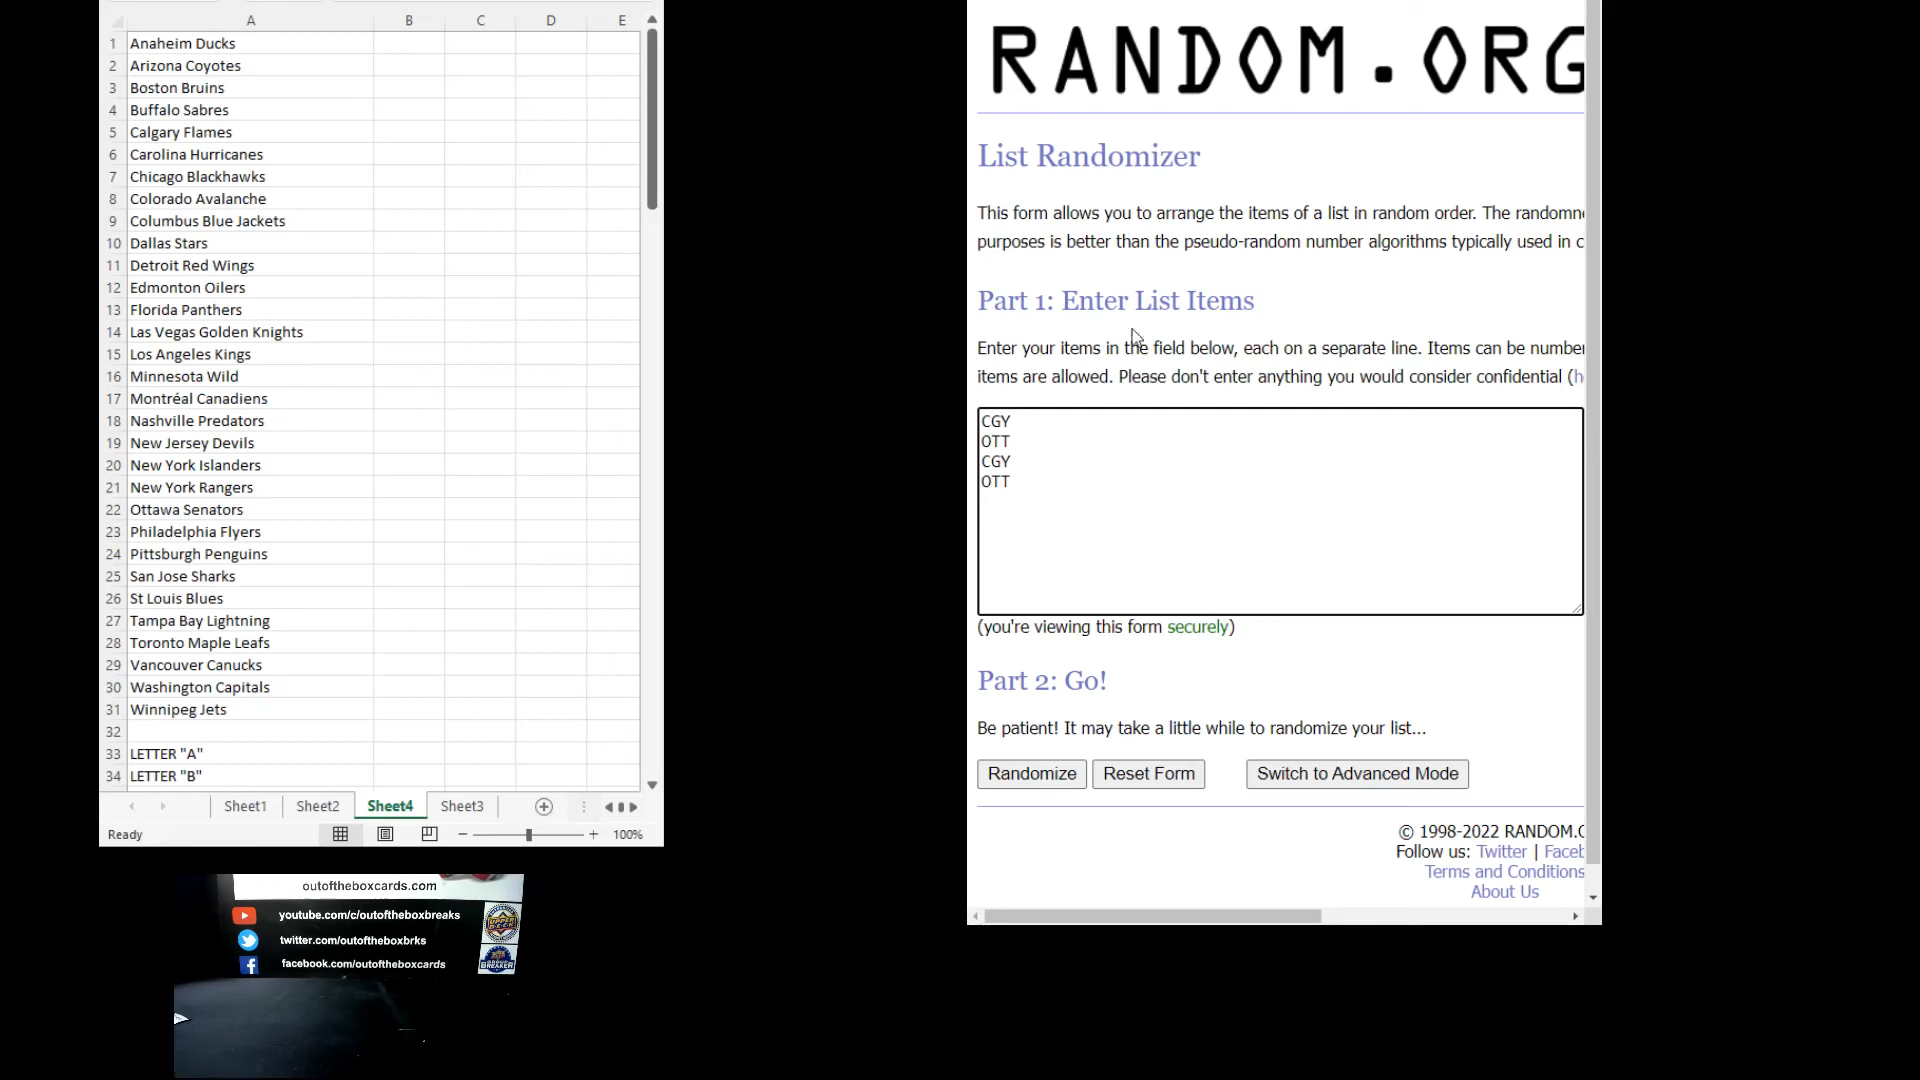 A B C D E
1 Anaheim Ducks
2 Arizona Coyotes
3 Boston Bruins
4 Buffalo Sabres
5 Calgary Flames
6 Carolina Hurricanes
7 Chicago Blackhawks
8 Colorado Avalanche
9 Columbus Blue Jackets
10 Dallas Stars
11 Detroit Red Wings
12 Edmonton Oilers
13 Florida Panthers
14 Las Vegas Golden Knights
15 Los Angeles Kings
16 Minnesota Wild
17 Montréal Canadiens
18 Nashville Predators
19 New Jersey Devils
20 New York Islanders
21 New York Rangers
22 Ottawa Senators
23 Philadelphia Flyers
24 Pittsburgh Penguins
25 San Jose Sharks
26 St Louis Blues
27 Tampa Bay Lightning
28 Toronto Maple Leafs
29 Vancouver Canucks
30 Washington Capitals
31 Winnipeg Jets
32
33 LETTER "A"
34 LETTER "B"
Sheet1 Sheet2 Sheet4 Sheet3
Ready 100%
outoftheboxcards.com
youtube.com/c/outoftheboxbreaks
twitter.com/outoftheboxbrks
facebook.com/outoftheboxcards
UPPER DECK
GROUP BREAKER
RANDOM.ORG
List Randomizer
This form allows you to arrange the items of a list in random order. The
purposes is better than the pseudo-random number algorithms typically used in
Part 1: Enter List Items
Enter your items in the field below, each on a separate line. Items can be
items are allowed. Please don't enter anything you would consider confidential (
CGY
OTT
CGY
OTT
(you're viewing this form securely)
Part 2: Go!
Be patient! It may take a little while to randomize your list...
Randomize Reset Form Switch to Advanced Mode
© 1998-2022 RANDOM.
Follow us: Twitter |
Terms and Conditions
About Us